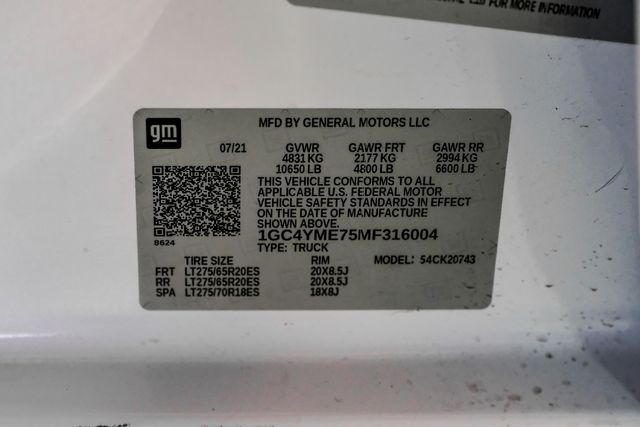 FOR MORE INFORMATION
gm
MFD BY GENERAL MOTORS LLC
07/21 GVWR GAWR FRT GAWR RR
4831 KG 2177 KG 2994 KG
10650 LB 4800 LB 6600 LB
THIS VEHICLE CONFORMS TO ALL
APPLICABLE U.S. FEDERAL MOTOR
VEHICLE SAFETY STANDARDS IN EFFECT
ON THE DATE OF MANUFACTURE
SHOWN ABOVE.
8624
1GC4YME75MF316004
TYPE: TRUCK
TIRE SIZE RIM MODEL: 54CK20743
FRT LT275/65R20ES 20X8.5J
RR LT275/65R20ES 20X8.5J
SPA LT275/70R18ES 18X8J